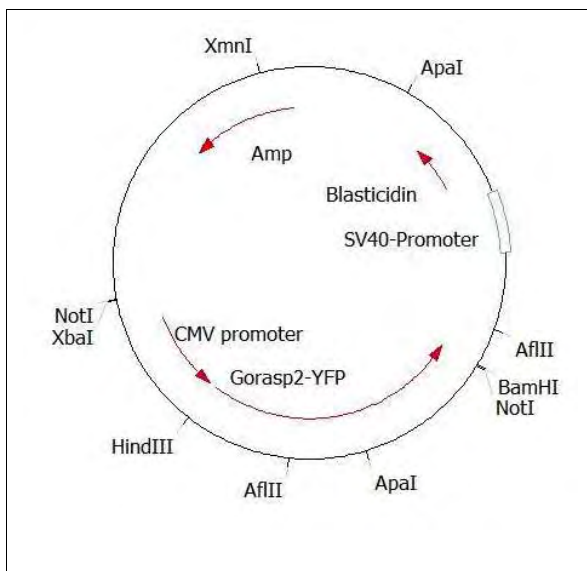 XmnI
ApaI
Amp
Blasticidin
SV40-Promoter
NotI
XbaI
CMV promoter
Gorasp2-YFP
AflII
BamHI
NotI
HindIII
AflII
ApaI